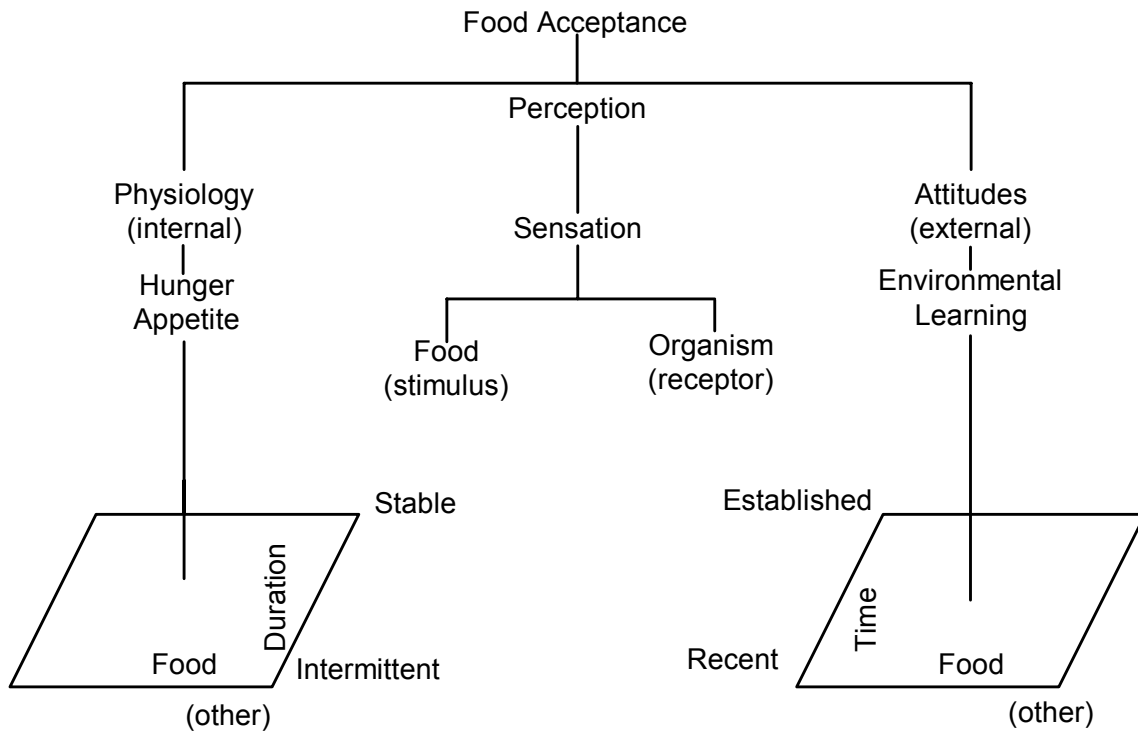 Food Acceptance
Perception
Physiology
(internal)
Sensation
Attitudes
(external)
Hunger
Appetite
Environmental
Learning
Food
(stimulus)
Organism
(receptor)
Stable
Duration
Food
Intermittent
(other)
Established
Time
Recent
Food
(other)